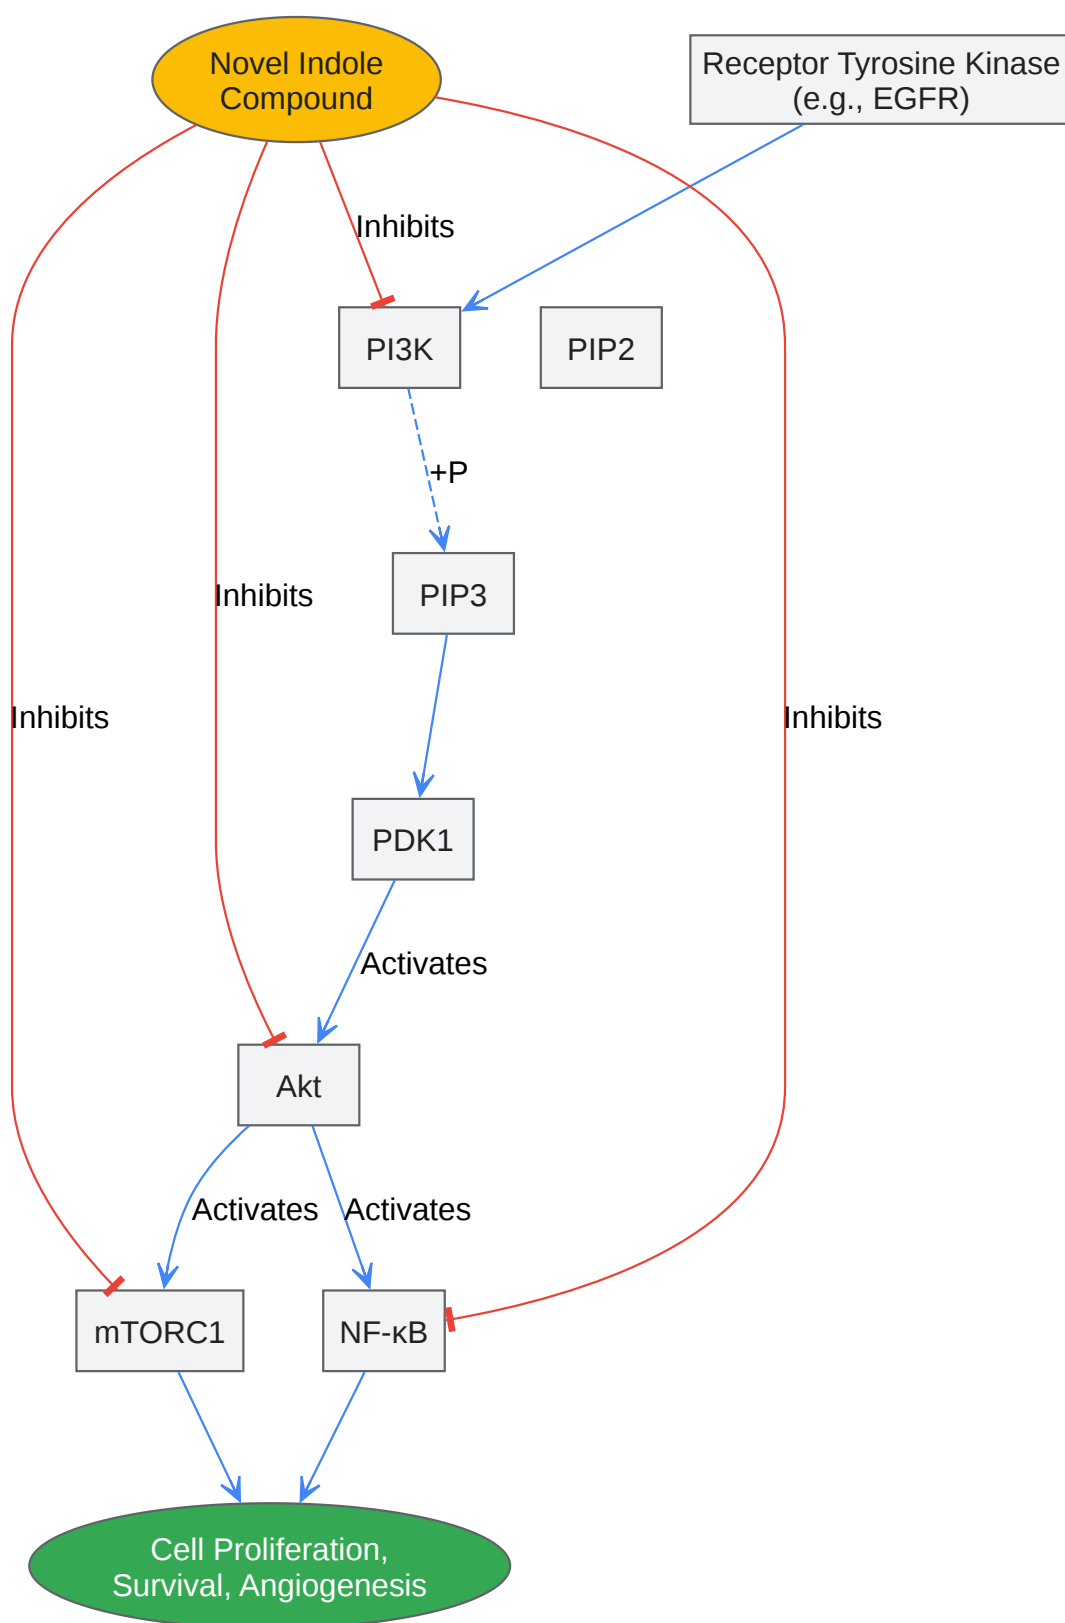 Novel Indole
Compound
Receptor Tyrosine Kinase
(e.g., EGFR)
Inhibits
PI3K
PIP2
+P
Inhibits
PIP3
Inhibits
Inhibits
PDK1
Activates
Akt
Activates
Activates
mTORC1
NF-κB
Cell Proliferation,
Survival, Angiogenesis